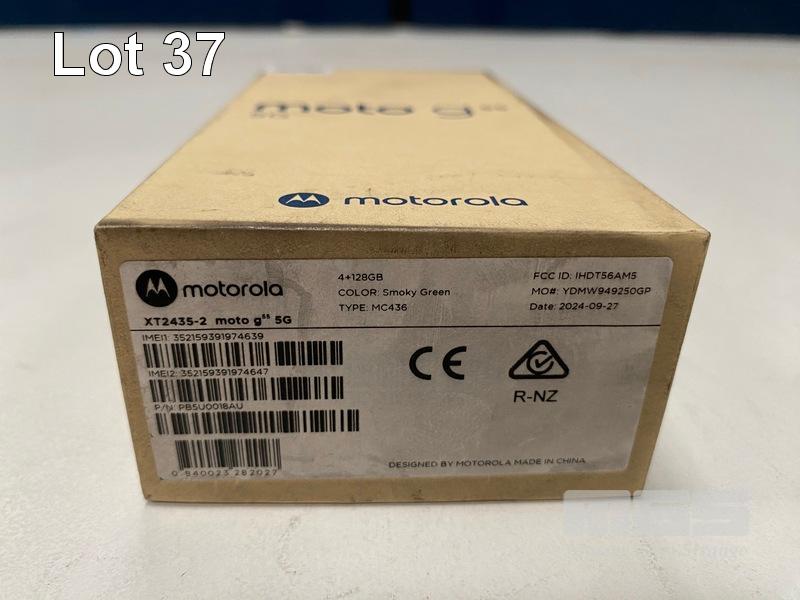 Lot 37
moto g⁵⁵
motorola
motorola
4+128GB
COLOR: Smoky Green
TYPE: MC436
FCC ID: IHDT56AM5
MO#: YDMW949250GP
Date: 2024-09-27
XT2435-2 moto g⁵⁵ 5G
IMEI1: 352159391974639
IMEI2: 352159391974647
P/N: PB5U0018AU
0 840023 282027
CE
R-NZ
DESIGNED BY MOTOROLA MADE IN CHINA